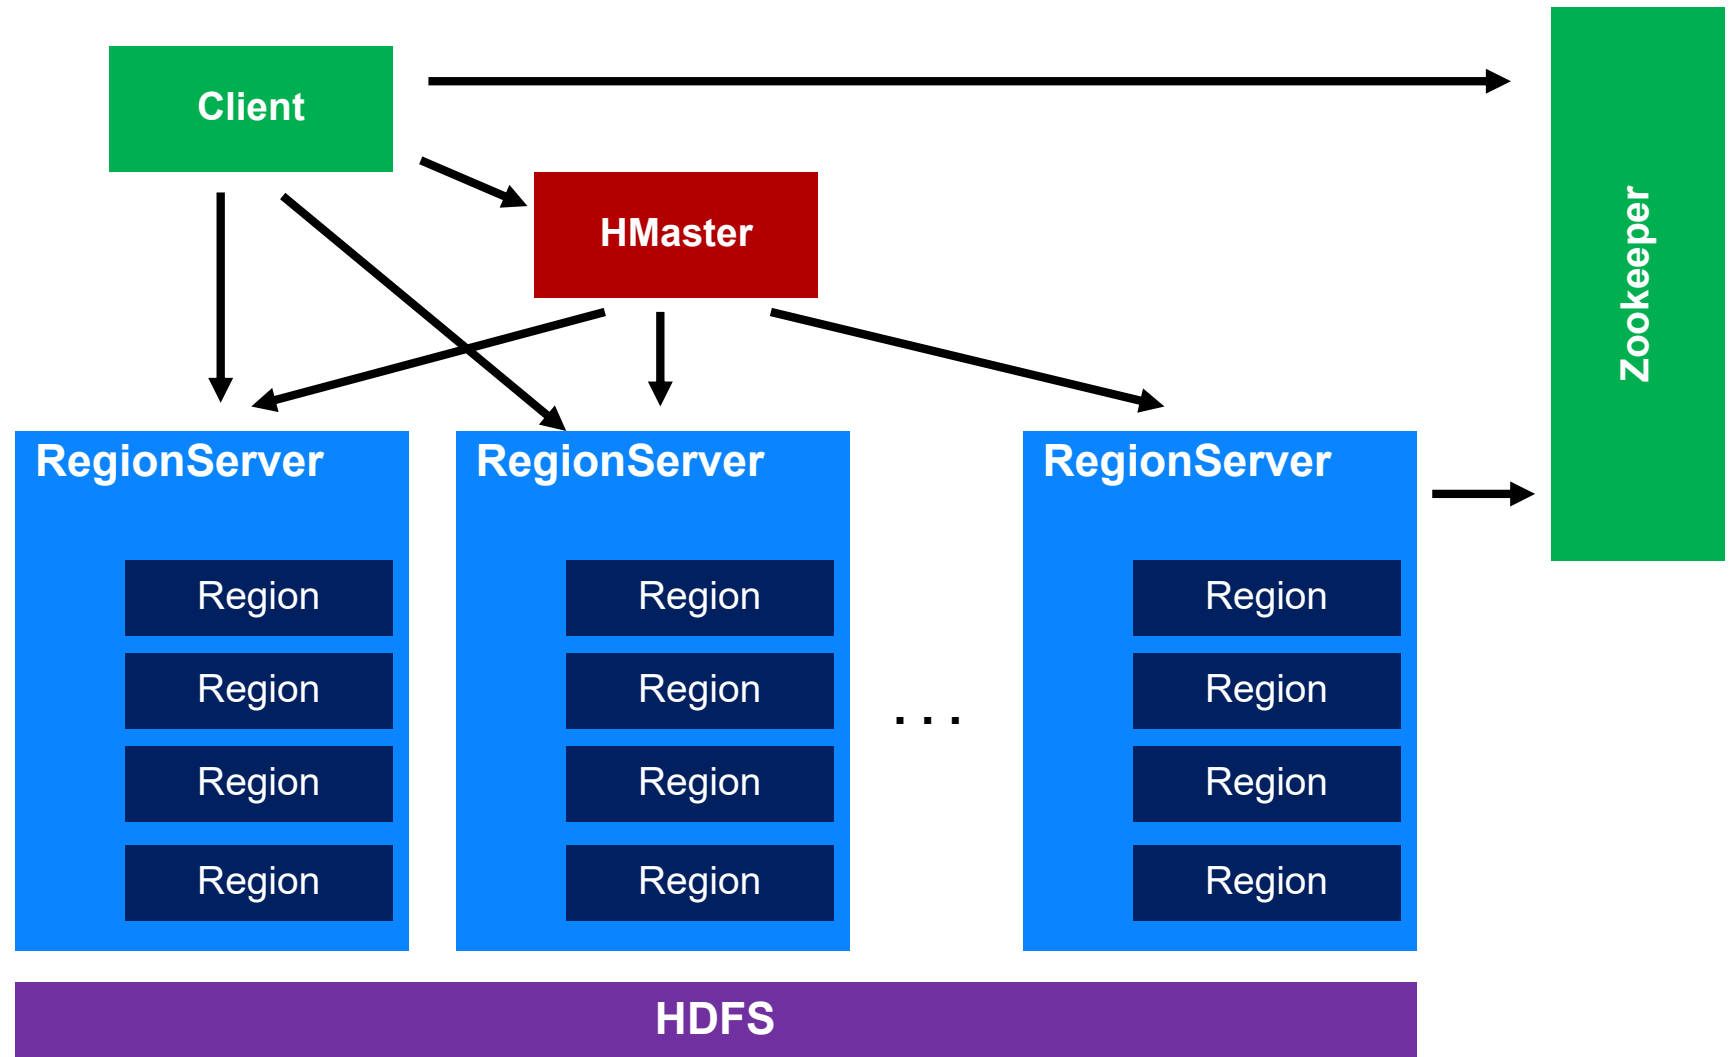 Client
HMaster
Zookeeper
RegionServer
Region
Region
Region
Region
RegionServer
Region
Region
Region
Region
. . .
RegionServer
Region
Region
Region
Region
HDFS